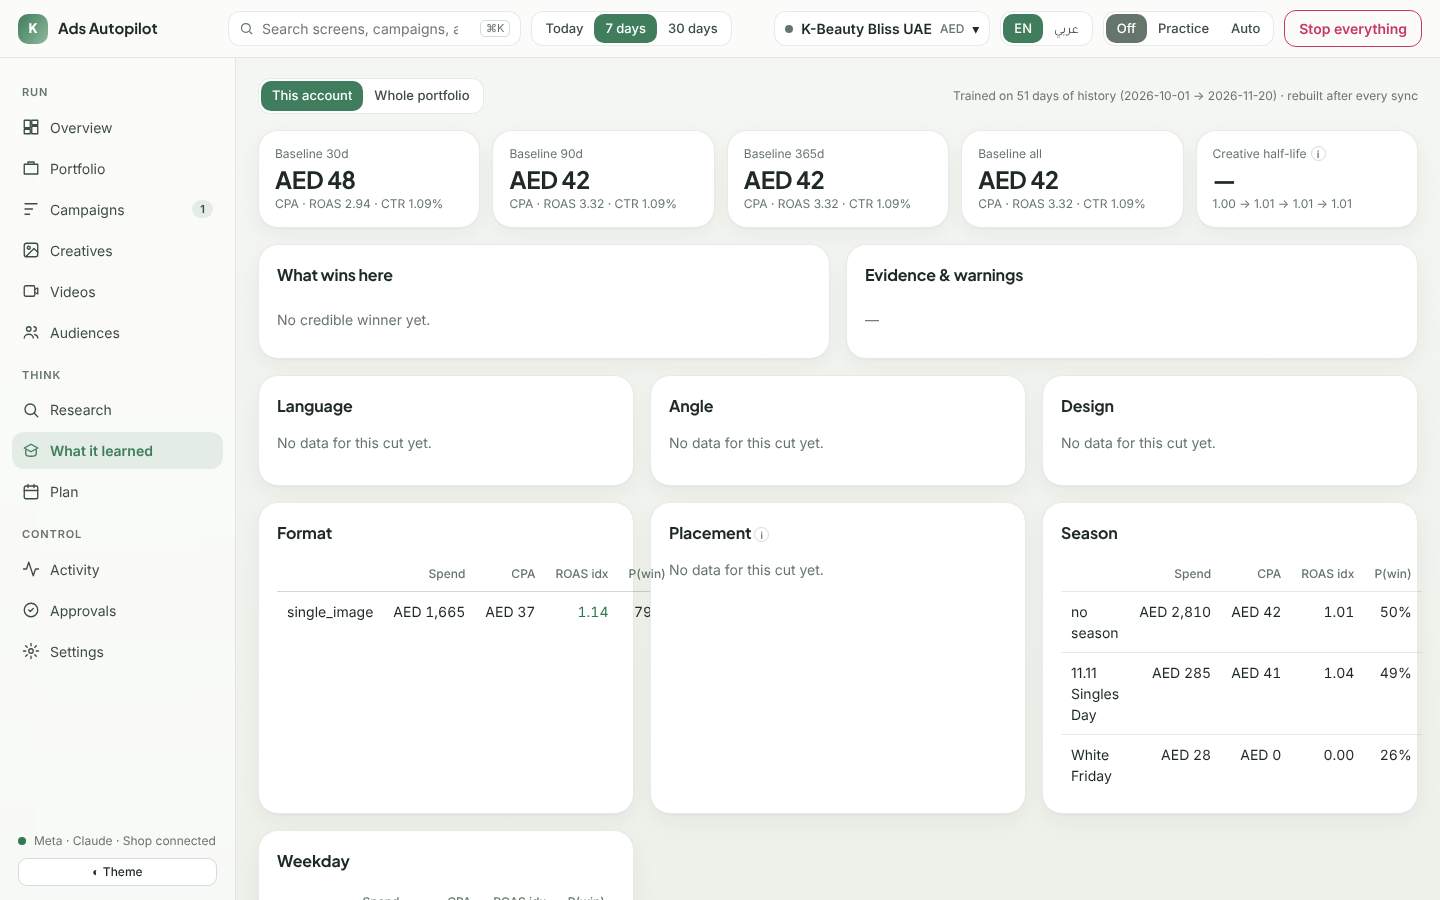 K Ads Autopilot
Search screens, campaigns, a ⌘K
Today 7 days 30 days
K-Beauty Bliss UAE AED ▾
EN عربي
Off Practice Auto
Stop everything
RUN
Overview
Portfolio
Campaigns 1
Creatives
Videos
Audiences
THINK
Research
What it learned
Plan
CONTROL
Activity
Approvals
Settings
Meta · Claude · Shop connected
Theme
This account Whole portfolio
Trained on 51 days of history (2026-10-01 → 2026-11-20) · rebuilt after every sync
Baseline 30d
AED 48
CPA · ROAS 2.94 · CTR 1.09%
Baseline 90d
AED 42
CPA · ROAS 3.32 · CTR 1.09%
Baseline 365d
AED 42
CPA · ROAS 3.32 · CTR 1.09%
Baseline all
AED 42
CPA · ROAS 3.32 · CTR 1.09%
Creative half-life i
—
1.00 → 1.01 → 1.01 → 1.01
What wins here
No credible winner yet.
Evidence & warnings
—
Language
No data for this cut yet.
Angle
No data for this cut yet.
Design
No data for this cut yet.
Format
Spend CPA ROAS idx P(win)
single_image AED 1,665 AED 37 1.14 79
Placement i
No data for this cut yet.
Season
Spend CPA ROAS idx P(win)
no season AED 2,810 AED 42 1.01 50%
11.11 Singles Day AED 285 AED 41 1.04 49%
White Friday AED 28 AED 0 0.00 26%
Weekday
Spend CPA ROAS idx P(win)